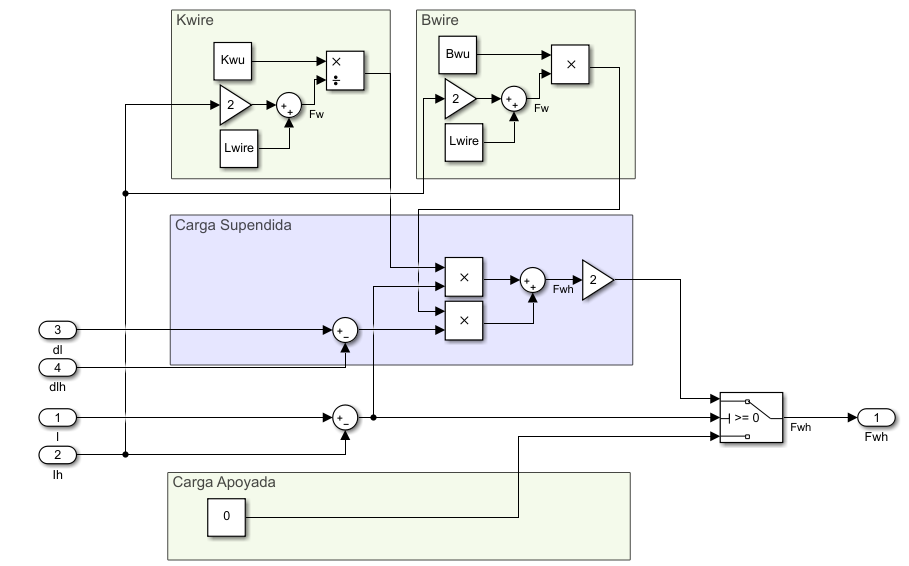 Kwire
Kwu
×
÷
2
Fw
Lwire
Bwire
Bwu
×
2
Fw
Lwire
Carga Supendida
×
×
Fwh
2
3
dl
4
dlh
1
l
2
lh
>= 0
Fwh
1
Fwh
Carga Apoyada
0